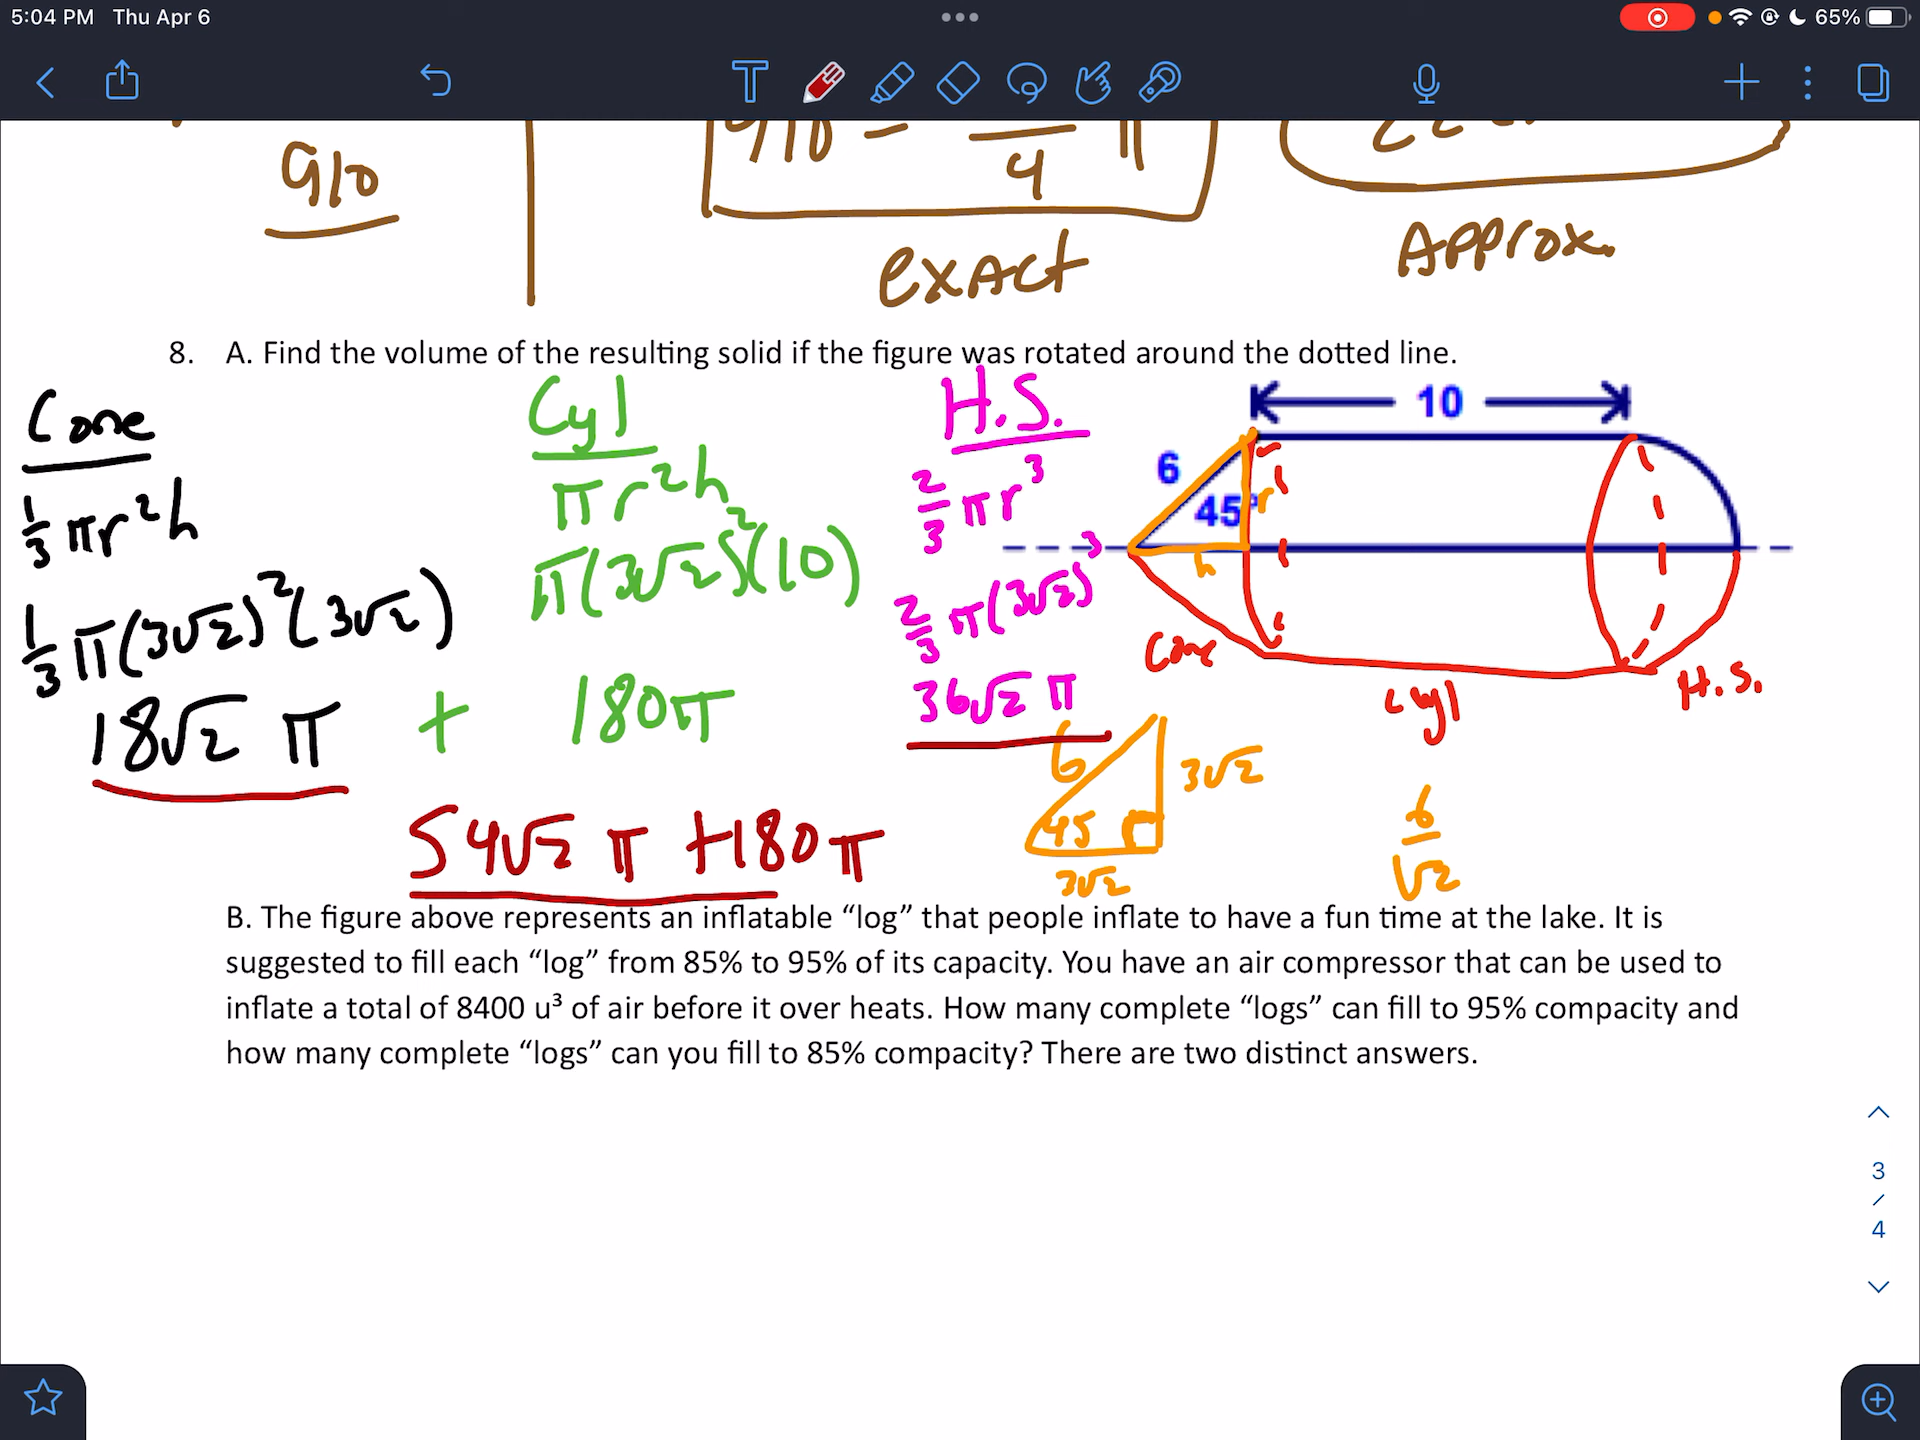 5:04 PM Thu Apr 6
65%
T
910
910 – 4 π
exact
Approx.
8. A. Find the volume of the resulting solid if the figure was rotated around the dotted line.
Cone
1/3 πr²h
1/3 π(3√2)²(3√2)
18√2 π
+
Cyl
πr²h
π(3√2)²(10)
180π
H.S.
2/3 πr³
2/3 π(3√2)³
36√2 π
54√2 π +180π
10
6
45°
r
h
Cone
Cyl
H.S.
6
45
3√2
3√2
6/√2
B. The figure above represents an inflatable “log” that people inflate to have a fun time at the lake. It is
suggested to fill each “log” from 85% to 95% of its capacity. You have an air compressor that can be used to
inflate a total of 8400 u³ of air before it over heats. How many complete “logs” can fill to 95% compacity and
how many complete “logs” can you fill to 85% compacity? There are two distinct answers.
3
/
4